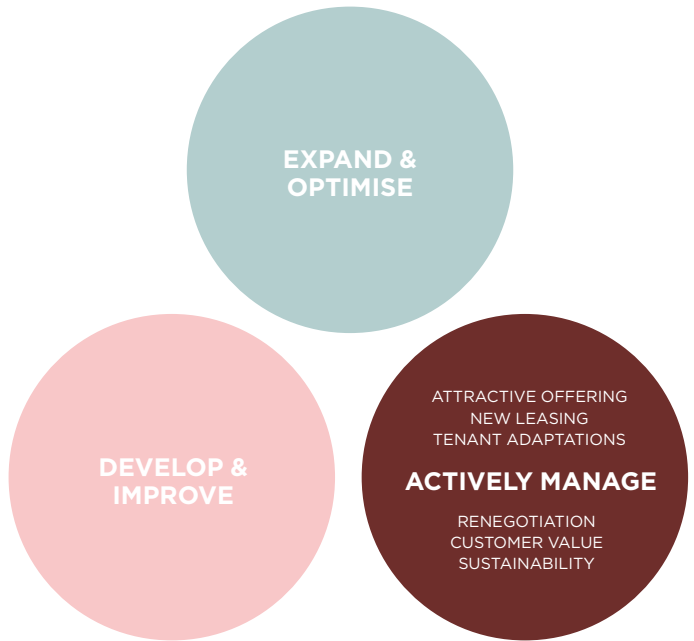 EXPAND &
OPTIMISE
DEVELOP &
IMPROVE
ATTRACTIVE OFFERING
NEW LEASING
TENANT ADAPTATIONS
ACTIVELY MANAGE
RENEGOTIATION
CUSTOMER VALUE
SUSTAINABILITY